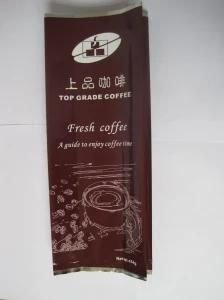 上品咖啡
TOP GRADE COFFEE
Fresh coffee
A guide to enjoy coffee time